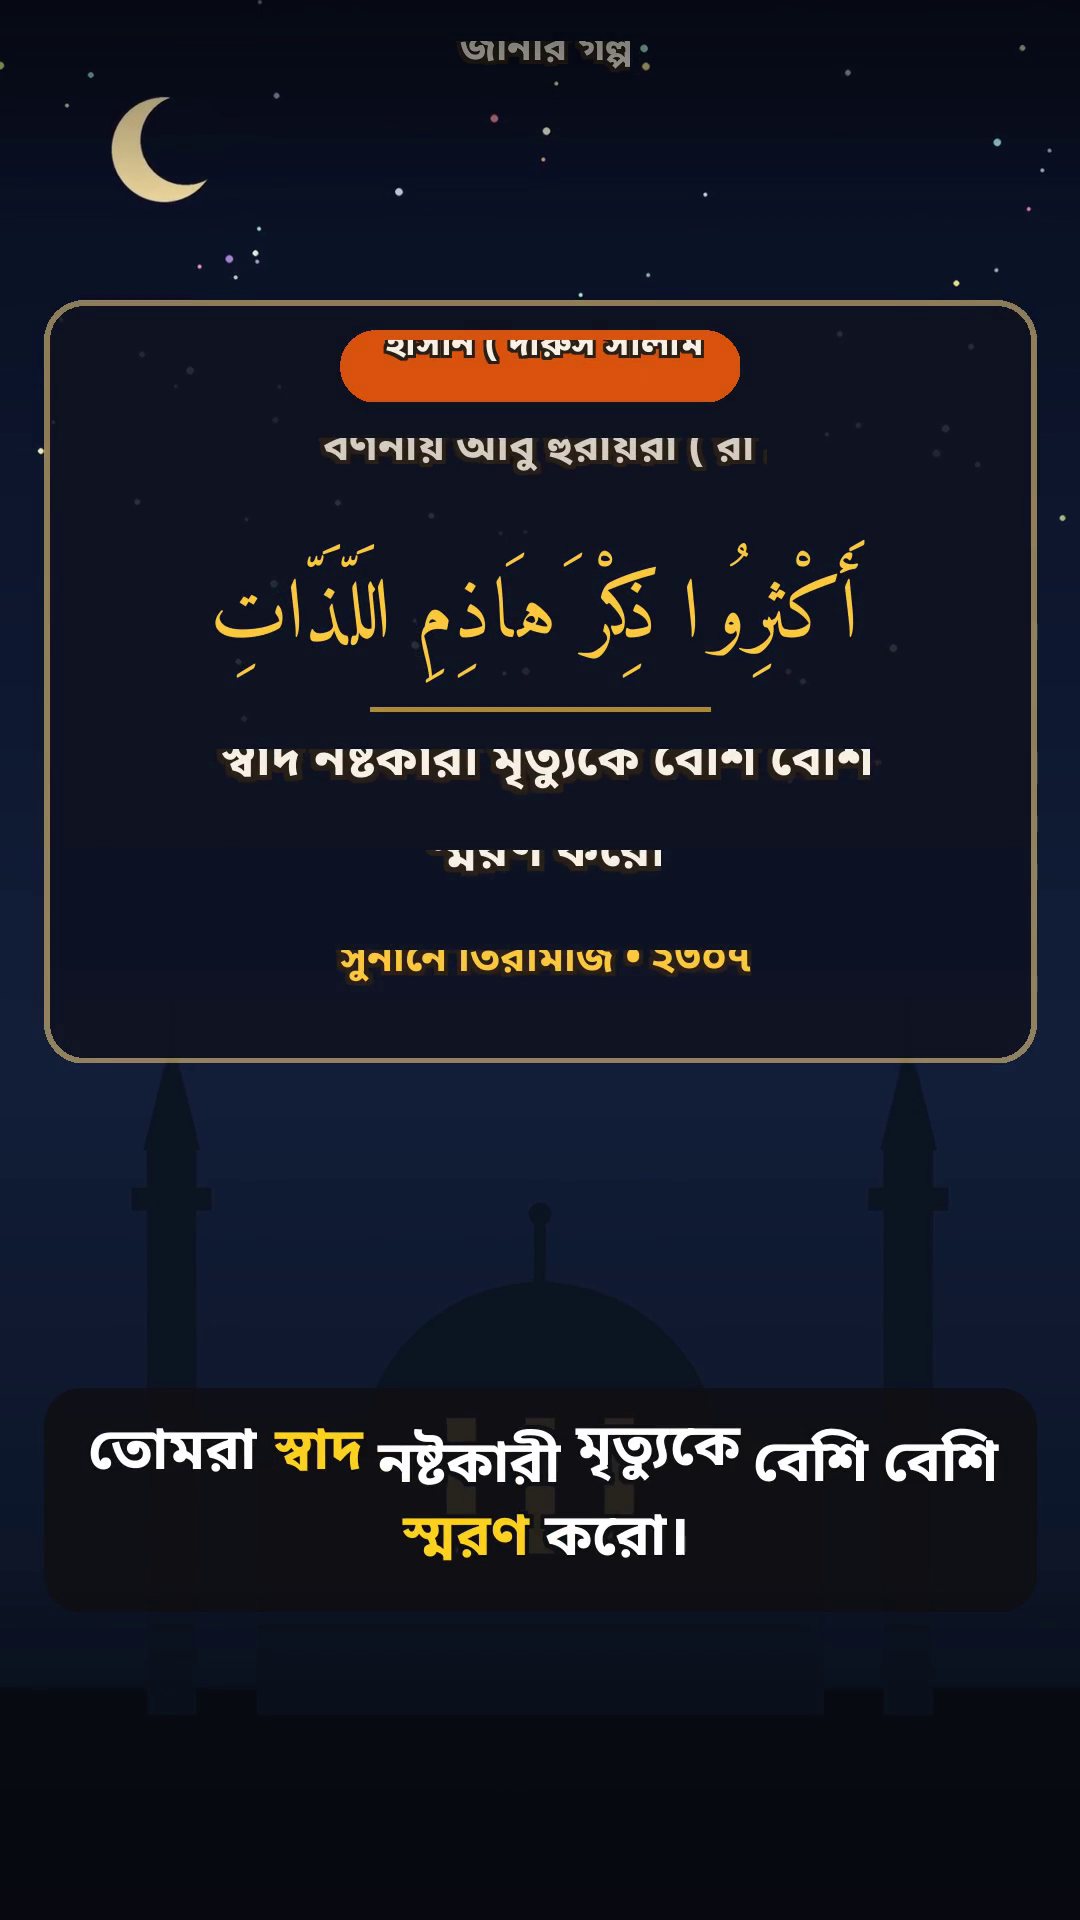 জানার গল্প
হাসান ( দারুস সালাম
বর্ণনায় আবু হুরায়রা ( রা
أَكْثِرُوا ذِكْرَ هَاذِمِ اللَّذَّاتِ
স্বাদ নষ্টকারী মৃত্যুকে বেশি বেশি
স্মরণ করো
সুনানে তিরমিজি • ২৩০৭
তোমরা স্বাদ নষ্টকারী মৃত্যুকে বেশি বেশি
স্মরণ করো।